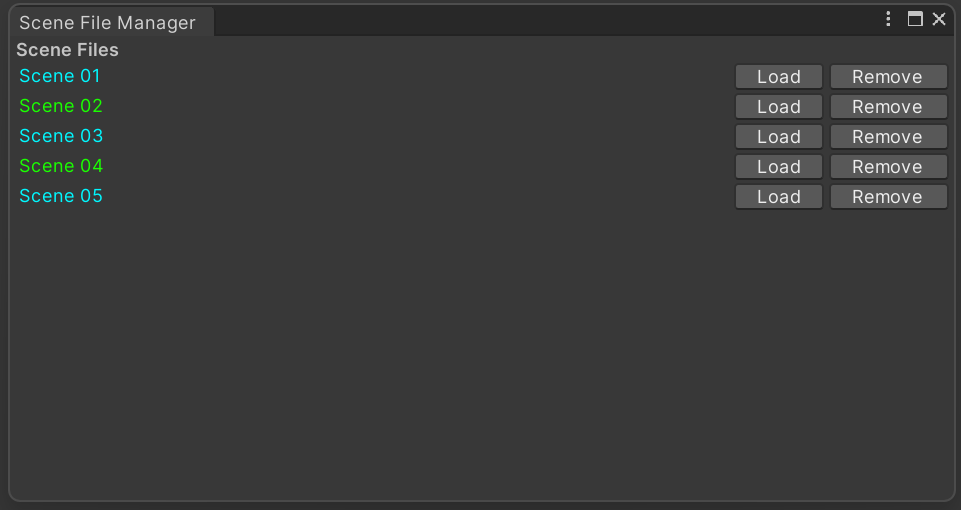 Scene File Manager
Scene Files
Scene 01 Load Remove
Scene 02 Load Remove
Scene 03 Load Remove
Scene 04 Load Remove
Scene 05 Load Remove